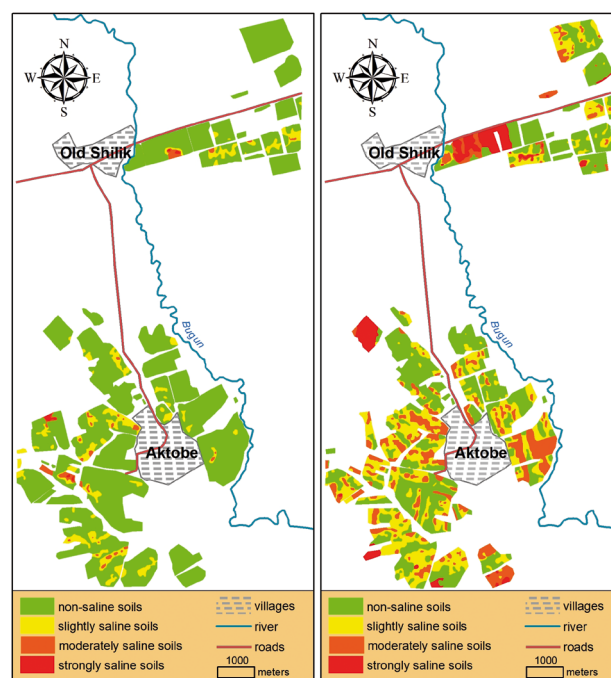 N
W E
S
Old Shilik
Bugun
Aktobe
non-saline soils
slightly saline soils
moderately saline soils
strongly saline soils
villages
river
roads
1000
meters
N
W E
S
Old Shilik
Bugun
Aktobe
non-saline soils
slightly saline soils
moderately saline soils
strongly saline soils
villages
river
roads
1000
meters